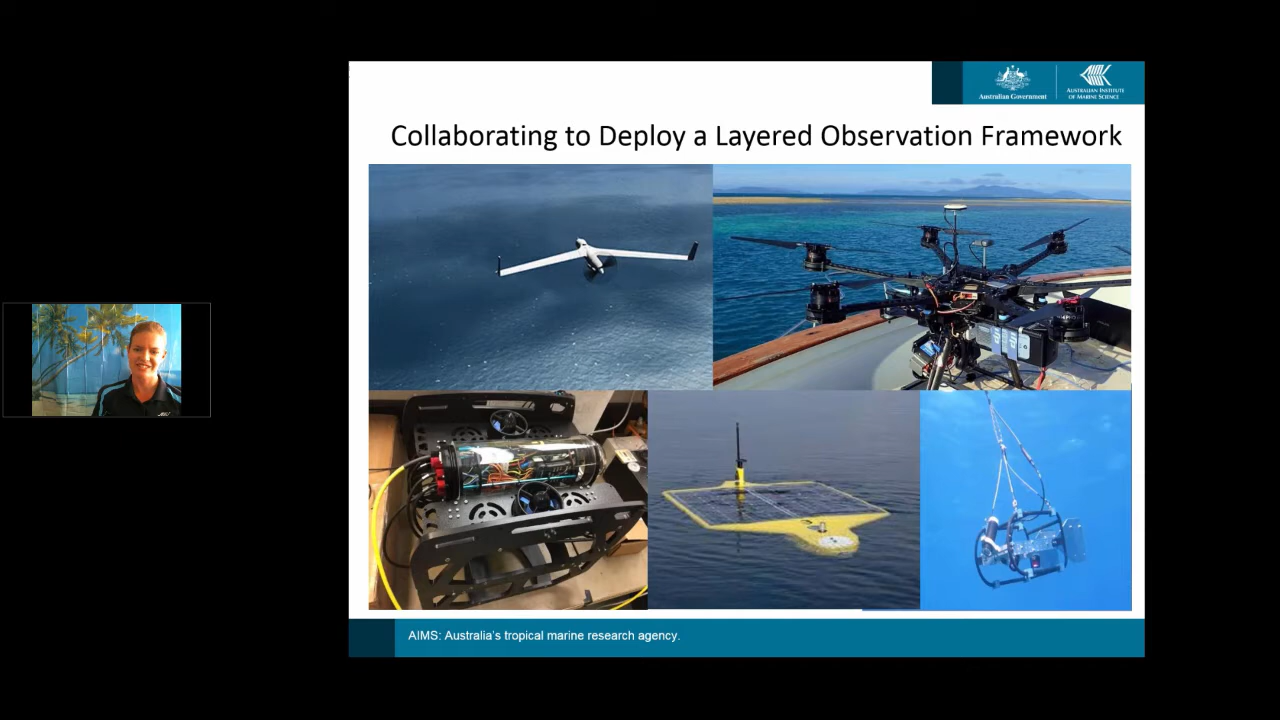 Australian Government
AUSTRALIAN INSTITUTE
OF MARINE SCIENCE
Collaborating to Deploy a Layered Observation Framework
AIMS: Australia's tropical marine research agency.